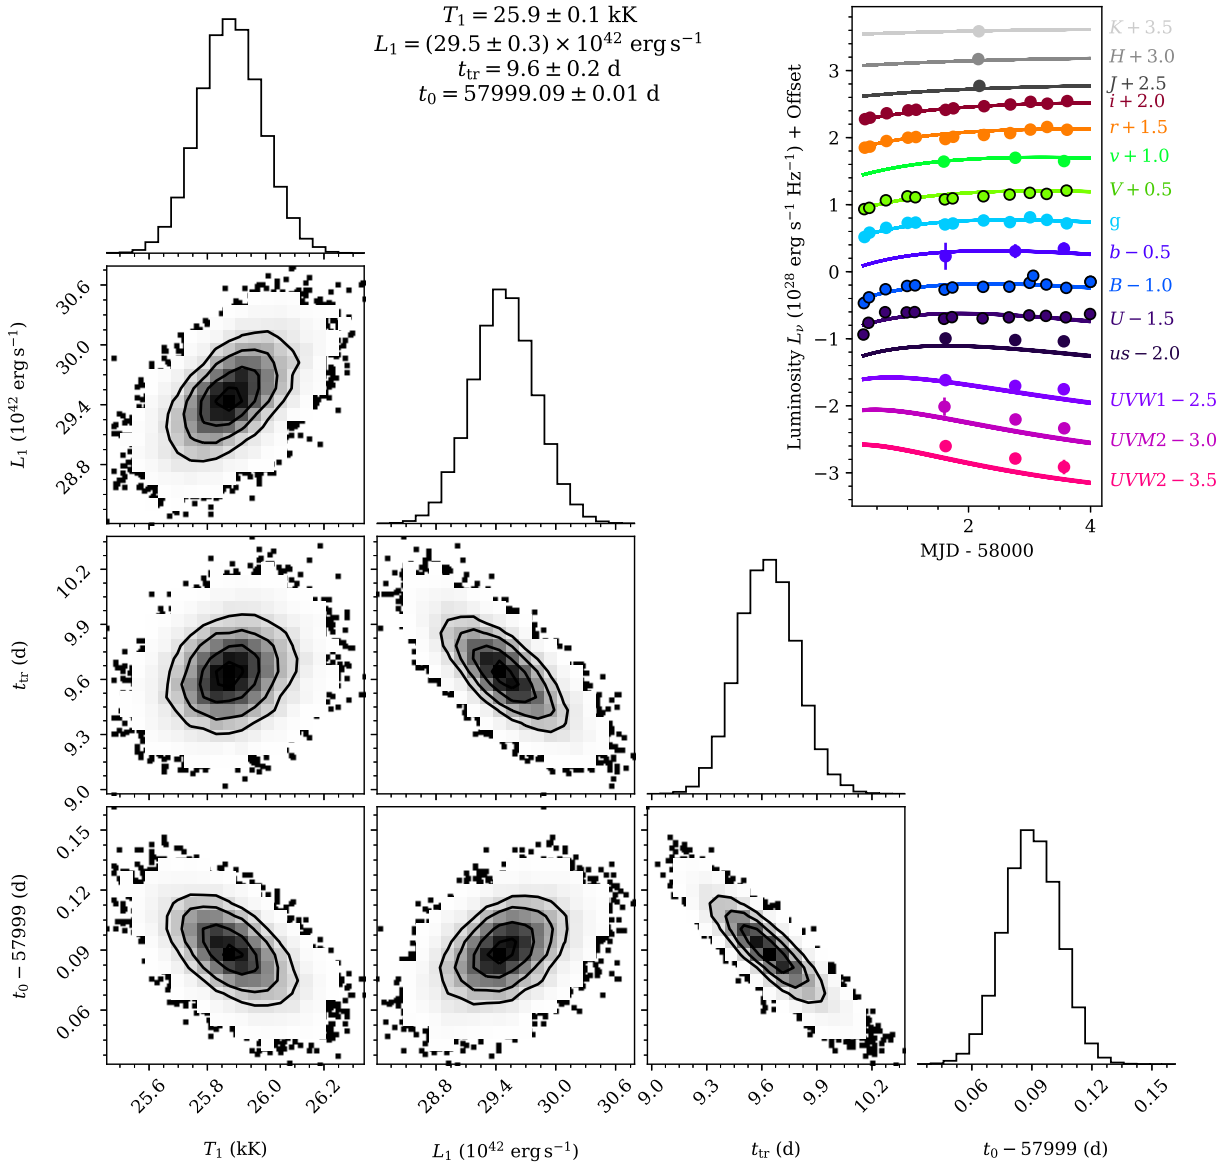 T₁ = 25.9 ± 0.1 kK
L₁ = (29.5 ± 0.3) × 10⁴² erg s⁻¹
t_tr = 9.6 ± 0.2 d
t₀ = 57999.09 ± 0.01 d
Luminosity L_ν (10²⁸ erg s⁻¹ Hz⁻¹) + Offset
3
2
1
0
−1
−2
−3
K + 3.5
H + 3.0
J + 2.5
i + 2.0
r + 1.5
v + 1.0
V + 0.5
g
b − 0.5
B − 1.0
U − 1.5
us − 2.0
UVW1 − 2.5
UVM2 − 3.0
UVW2 − 3.5
2 4
MJD - 58000
L₁ (10⁴² erg s⁻¹)
30.6
30.0
29.4
28.8
t_tr (d)
10.2
9.9
9.6
9.3
9.0
t₀ − 57999 (d)
0.15
0.12
0.09
0.06
25.6 25.8 26.0 26.2
28.8 29.4 30.0 30.6
9.0 9.3 9.6 9.9 10.2
0.06 0.09 0.12 0.15
T₁ (kK)
L₁ (10⁴² erg s⁻¹)
t_tr (d)
t₀ − 57999 (d)